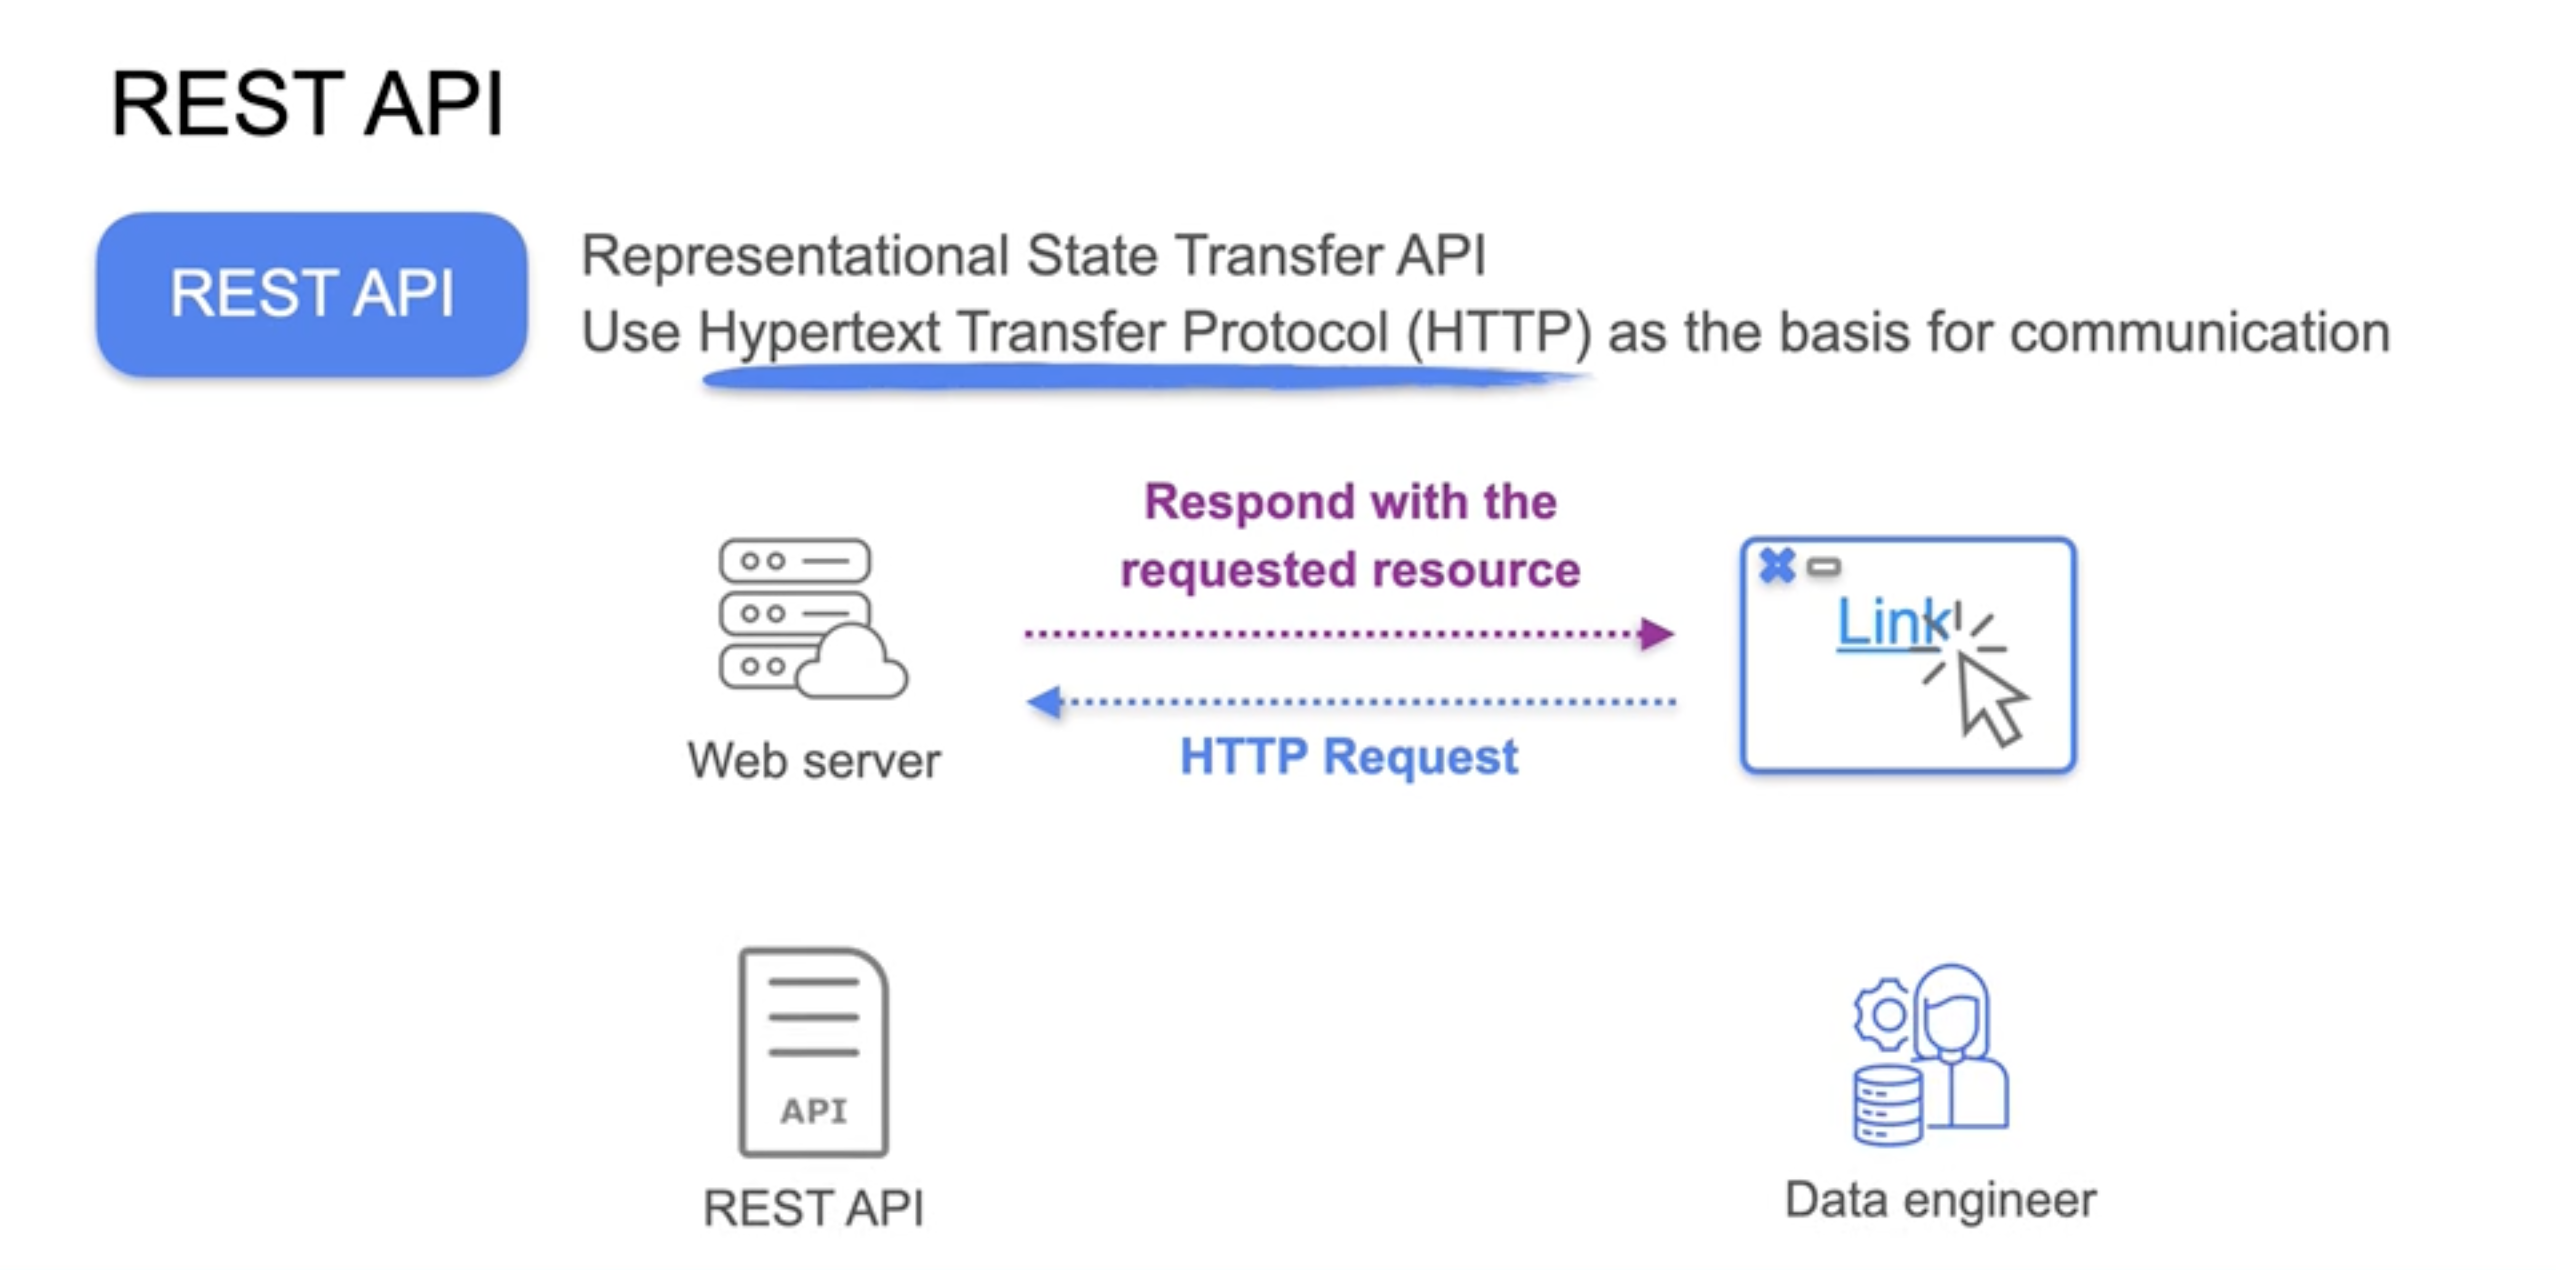 REST API
REST API
Representational State Transfer API
Use Hypertext Transfer Protocol (HTTP) as the basis for communication
Respond with the
requested resource
Link
HTTP Request
Web server
API
REST API
Data engineer